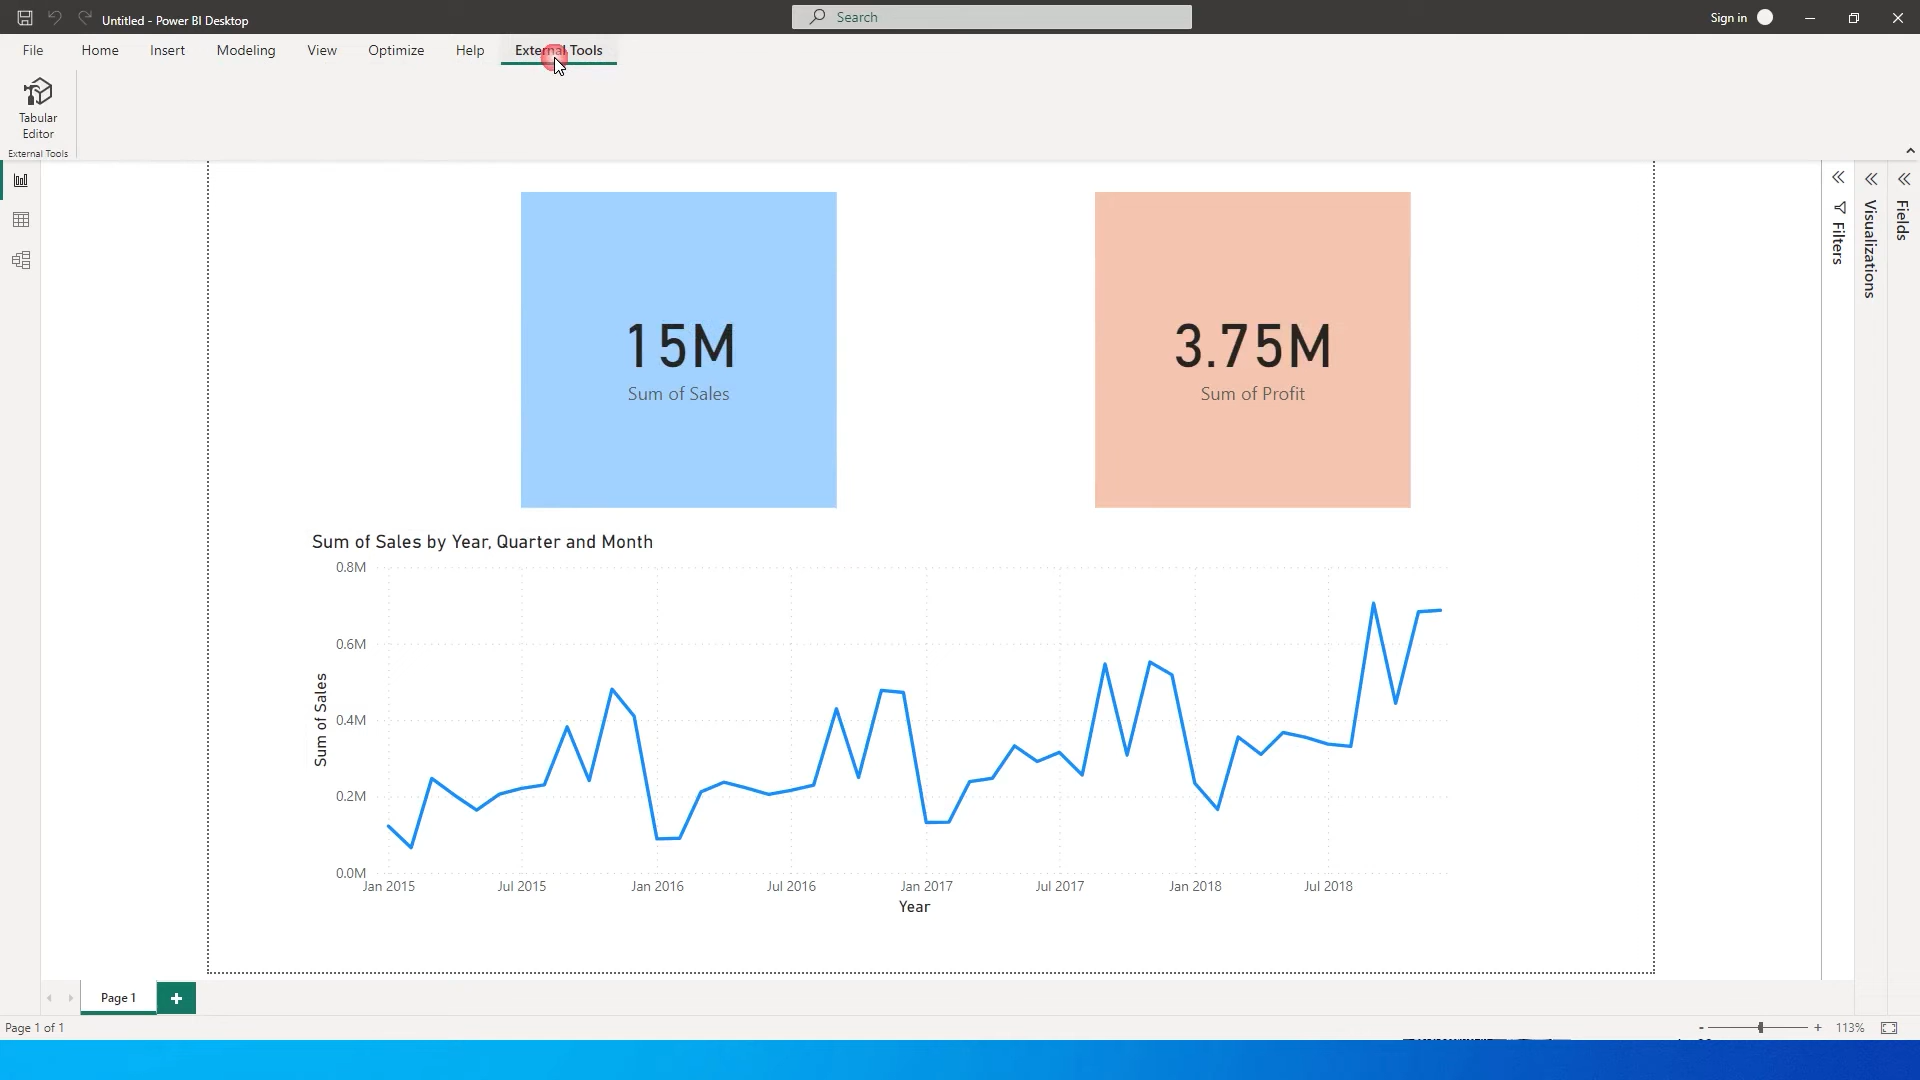 Untitled - Power BI Desktop
Search
Sign in
File
Home
Insert
Modeling
View
Optimize
Help
External Tools
Tabular
Editor
External Tools
15M
Sum of Sales
3.75M
Sum of Profit
Filters
Visualizations
Fields
Sum of Sales by Year, Quarter and Month
0.8M
0.6M
0.4M
0.2M
0.0M
Sum of Sales
Jan 2015
Jul 2015
Jan 2016
Jul 2016
Jan 2017
Jul 2017
Jan 2018
Jul 2018
Year
Page 1
+
Page 1 of 1
-
+
113%